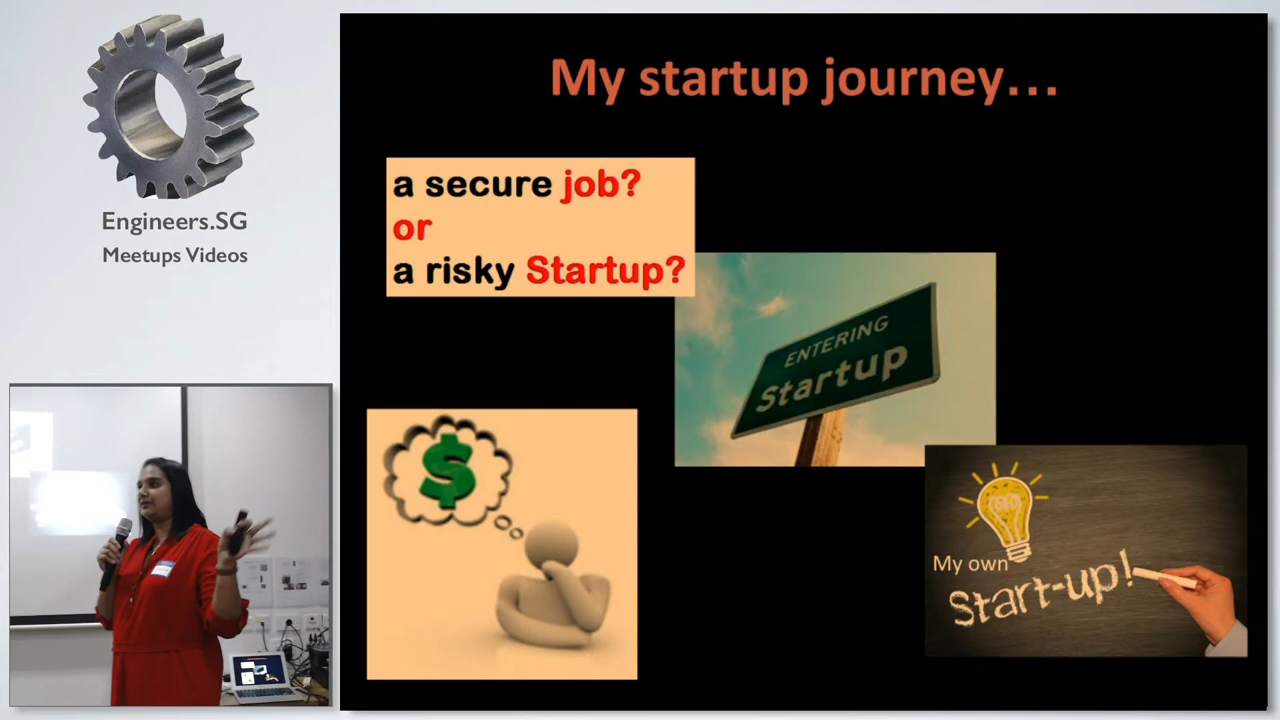 Engineers.SG
Meetups Videos
My startup journey...
a secure job?
or
a risky Startup?
ENTERING
Startup
$
My own
Start-up!